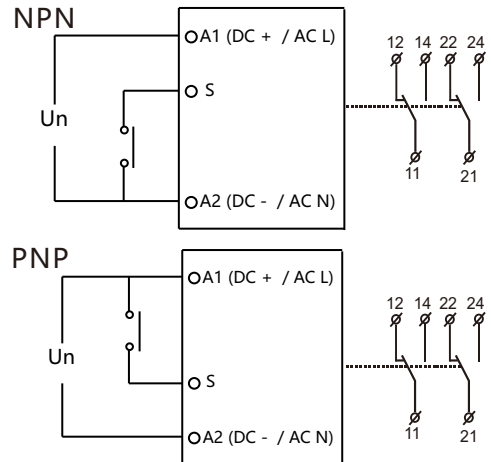 NPN
A1 (DC + / AC L)
S
Un
A2 (DC - / AC N)
12 14 22 24
11 21
PNP
A1 (DC + / AC L)
Un
S
A2 (DC - / AC N)
12 14 22 24
11 21